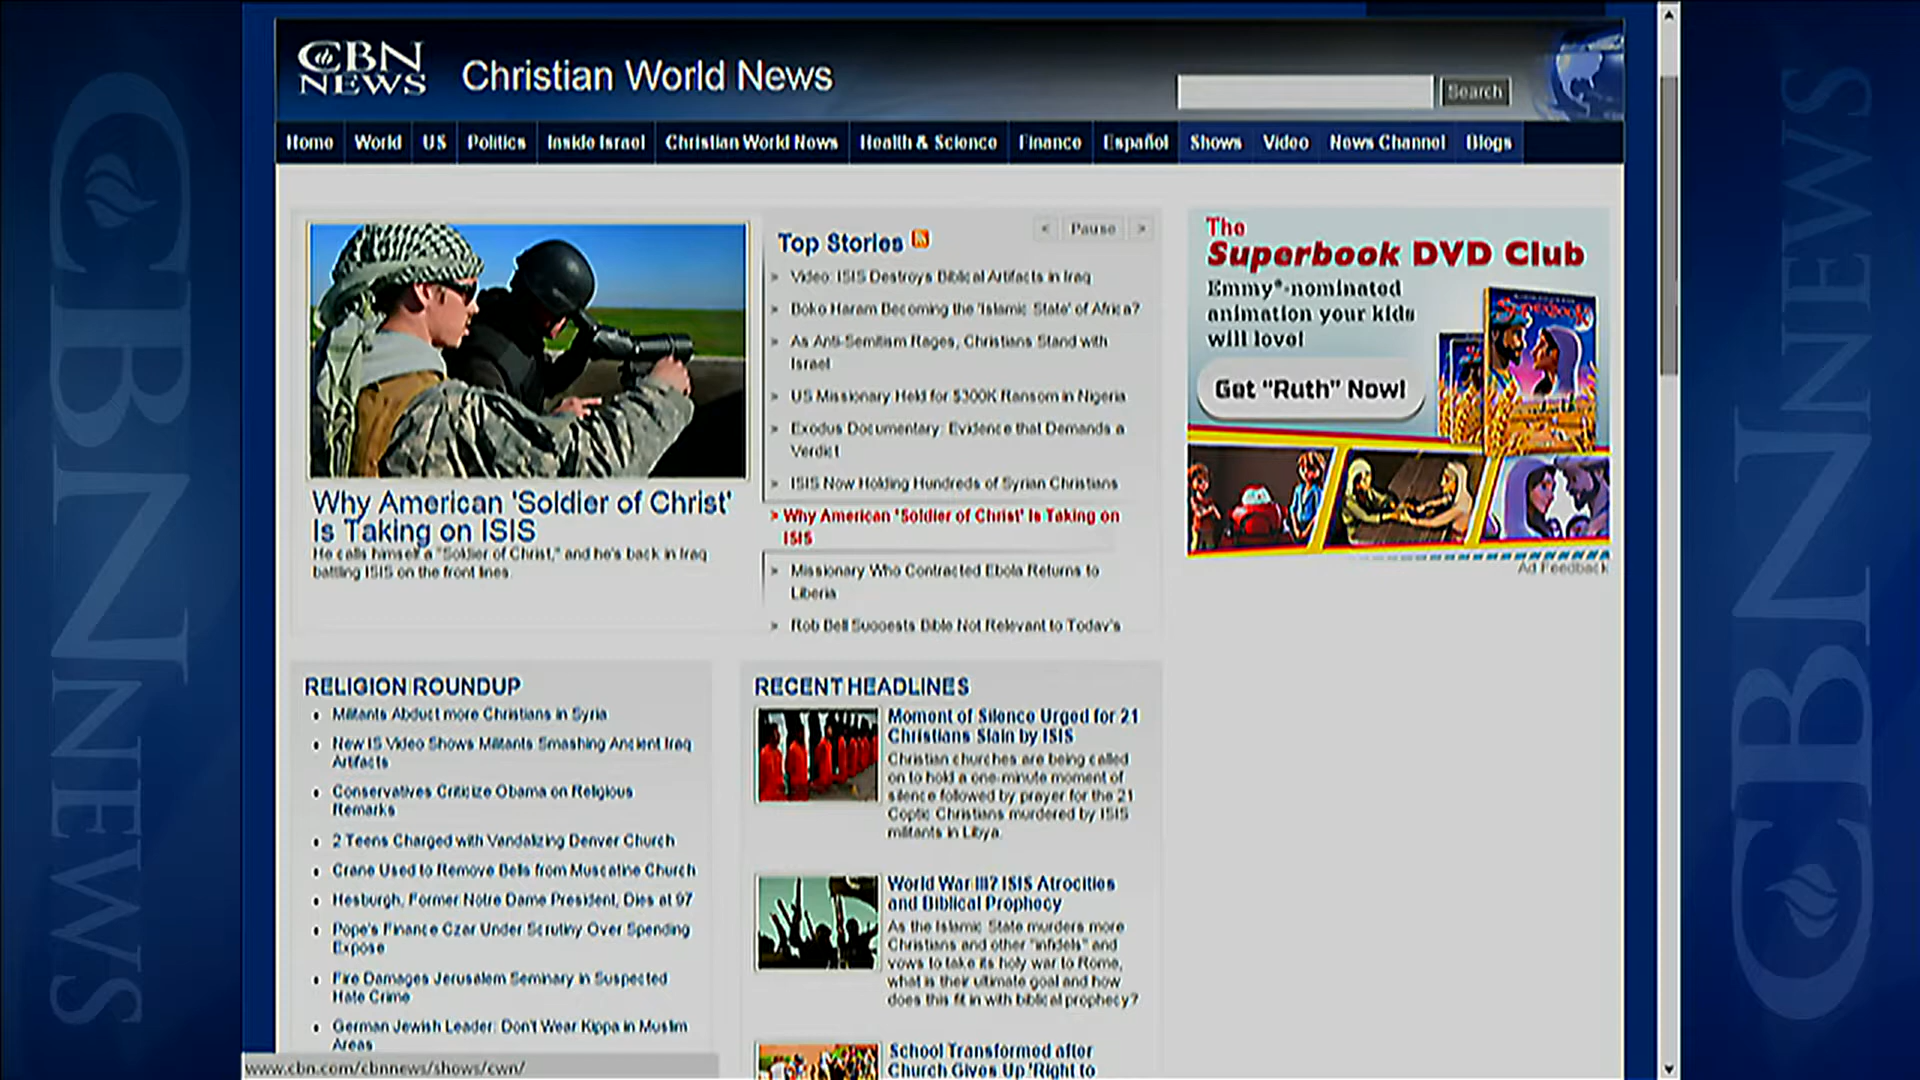 CBN
NEWS
Christian World News
Search
Home World US Politics Inside Israel Christian World News Health & Science Finance Español Shows Video News Channel Blogs
Top Stories
< Pause >
» Video: ISIS Destroys Biblical Artifacts in Iraq
» Boko Haram Becoming the 'Islamic State' of Africa?
» As Anti-Semitism Rages, Christians Stand with
Israel
» US Missionary Held for $300K Ransom in Nigeria
» Exodus Documentary: Evidence that Demands a
Verdict
» ISIS Now Holding Hundreds of Syrian Christians
» Why American 'Soldier of Christ' Is Taking on
ISIS
» Missionary Who Contracted Ebola Returns to
Liberia
» Rob Bell Suggests Bible Not Relevant to Today's
Why American 'Soldier of Christ'
Is Taking on ISIS
He calls himself a "Soldier of Christ," and he's back in Iraq
battling ISIS on the front lines.
The
Superbook DVD Club
Emmy*-nominated
animation your kids
will love!
Get "Ruth" Now!
SUPERBOOK
Ad Feedback
RELIGION ROUNDUP
• Militants Abduct more Christians in Syria
• New IS Video Shows Militants Smashing Ancient Iraq
Artifacts
• Conservatives Criticize Obama on Religious
Remarks
• 2 Teens Charged with Vandalizing Denver Church
• Crane Used to Remove Bells from Muscatine Church
• Hesburgh, Former Notre Dame President, Dies at 97
• Pope's Finance Czar Under Scrutiny Over Spending
Expose
• Fire Damages Jerusalem Seminary in Suspected
Hate Crime
• German Jewish Leader: Don't Wear Kippa in Muslim
Areas
RECENT HEADLINES
Moment of Silence Urged for 21
Christians Slain by ISIS
Christian churches are being called
on to hold a one-minute moment of
silence followed by prayer for the 21
Coptic Christians murdered by ISIS
militants in Libya.
World War III? ISIS Atrocities
and Biblical Prophecy
As the Islamic State murders more
Christians and other "infidels" and
vows to take its holy war to Rome,
what is their ultimate goal and how
does this fit in with biblical prophecy?
School Transformed after
Church Gives Up 'Right to
www.cbn.com/cbnnews/shows/cwn/
CBN NEWS
CBN NEWS